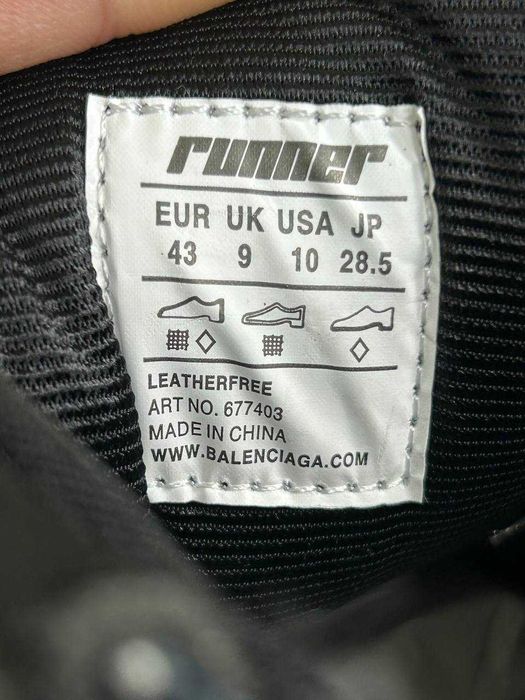 runner
EUR UK USA JP
43 9 10 28.5
LEATHERFREE
ART NO. 677403
MADE IN CHINA
WWW.BALENCIAGA.COM